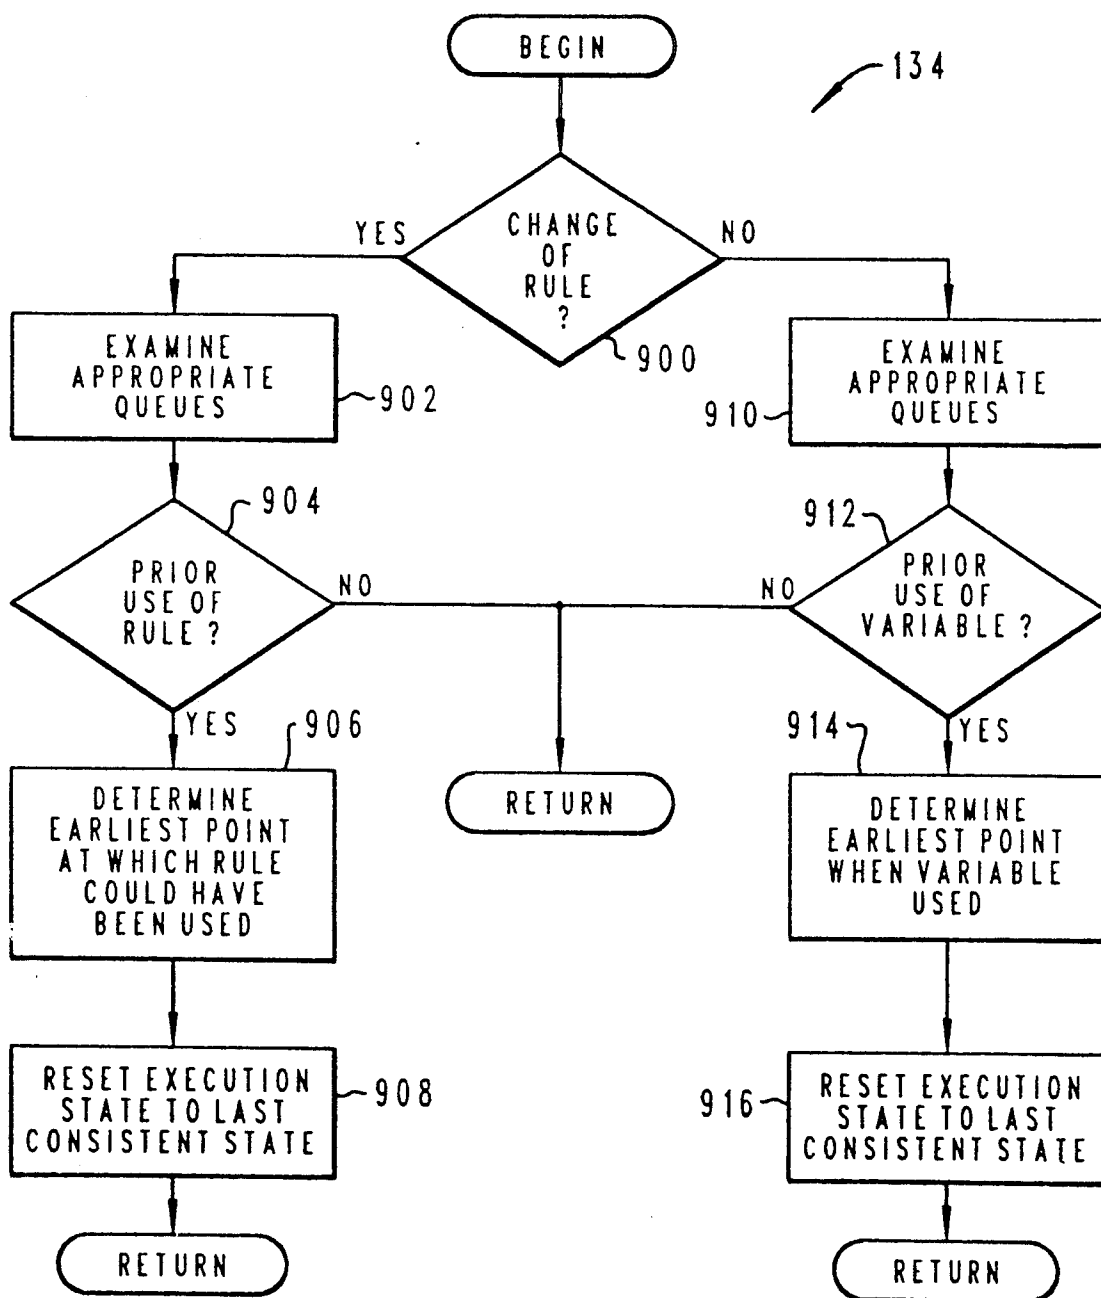 BEGIN
134
CHANGE
OF
RULE
?
YES
NO
900
EXAMINE
APPROPRIATE
QUEUES
902
EXAMINE
APPROPRIATE
QUEUES
910
904
PRIOR
USE OF
RULE ?
NO
912
PRIOR
USE OF
VARIABLE ?
NO
YES
906
DETERMINE
EARLIEST POINT
AT WHICH RULE
COULD HAVE
BEEN USED
RETURN
YES
914
DETERMINE
EARLIEST POINT
WHEN VARIABLE
USED
RESET EXECUTION
STATE TO LAST
CONSISTENT STATE
908
916
RESET EXECUTION
STATE TO LAST
CONSISTENT STATE
RETURN
RETURN